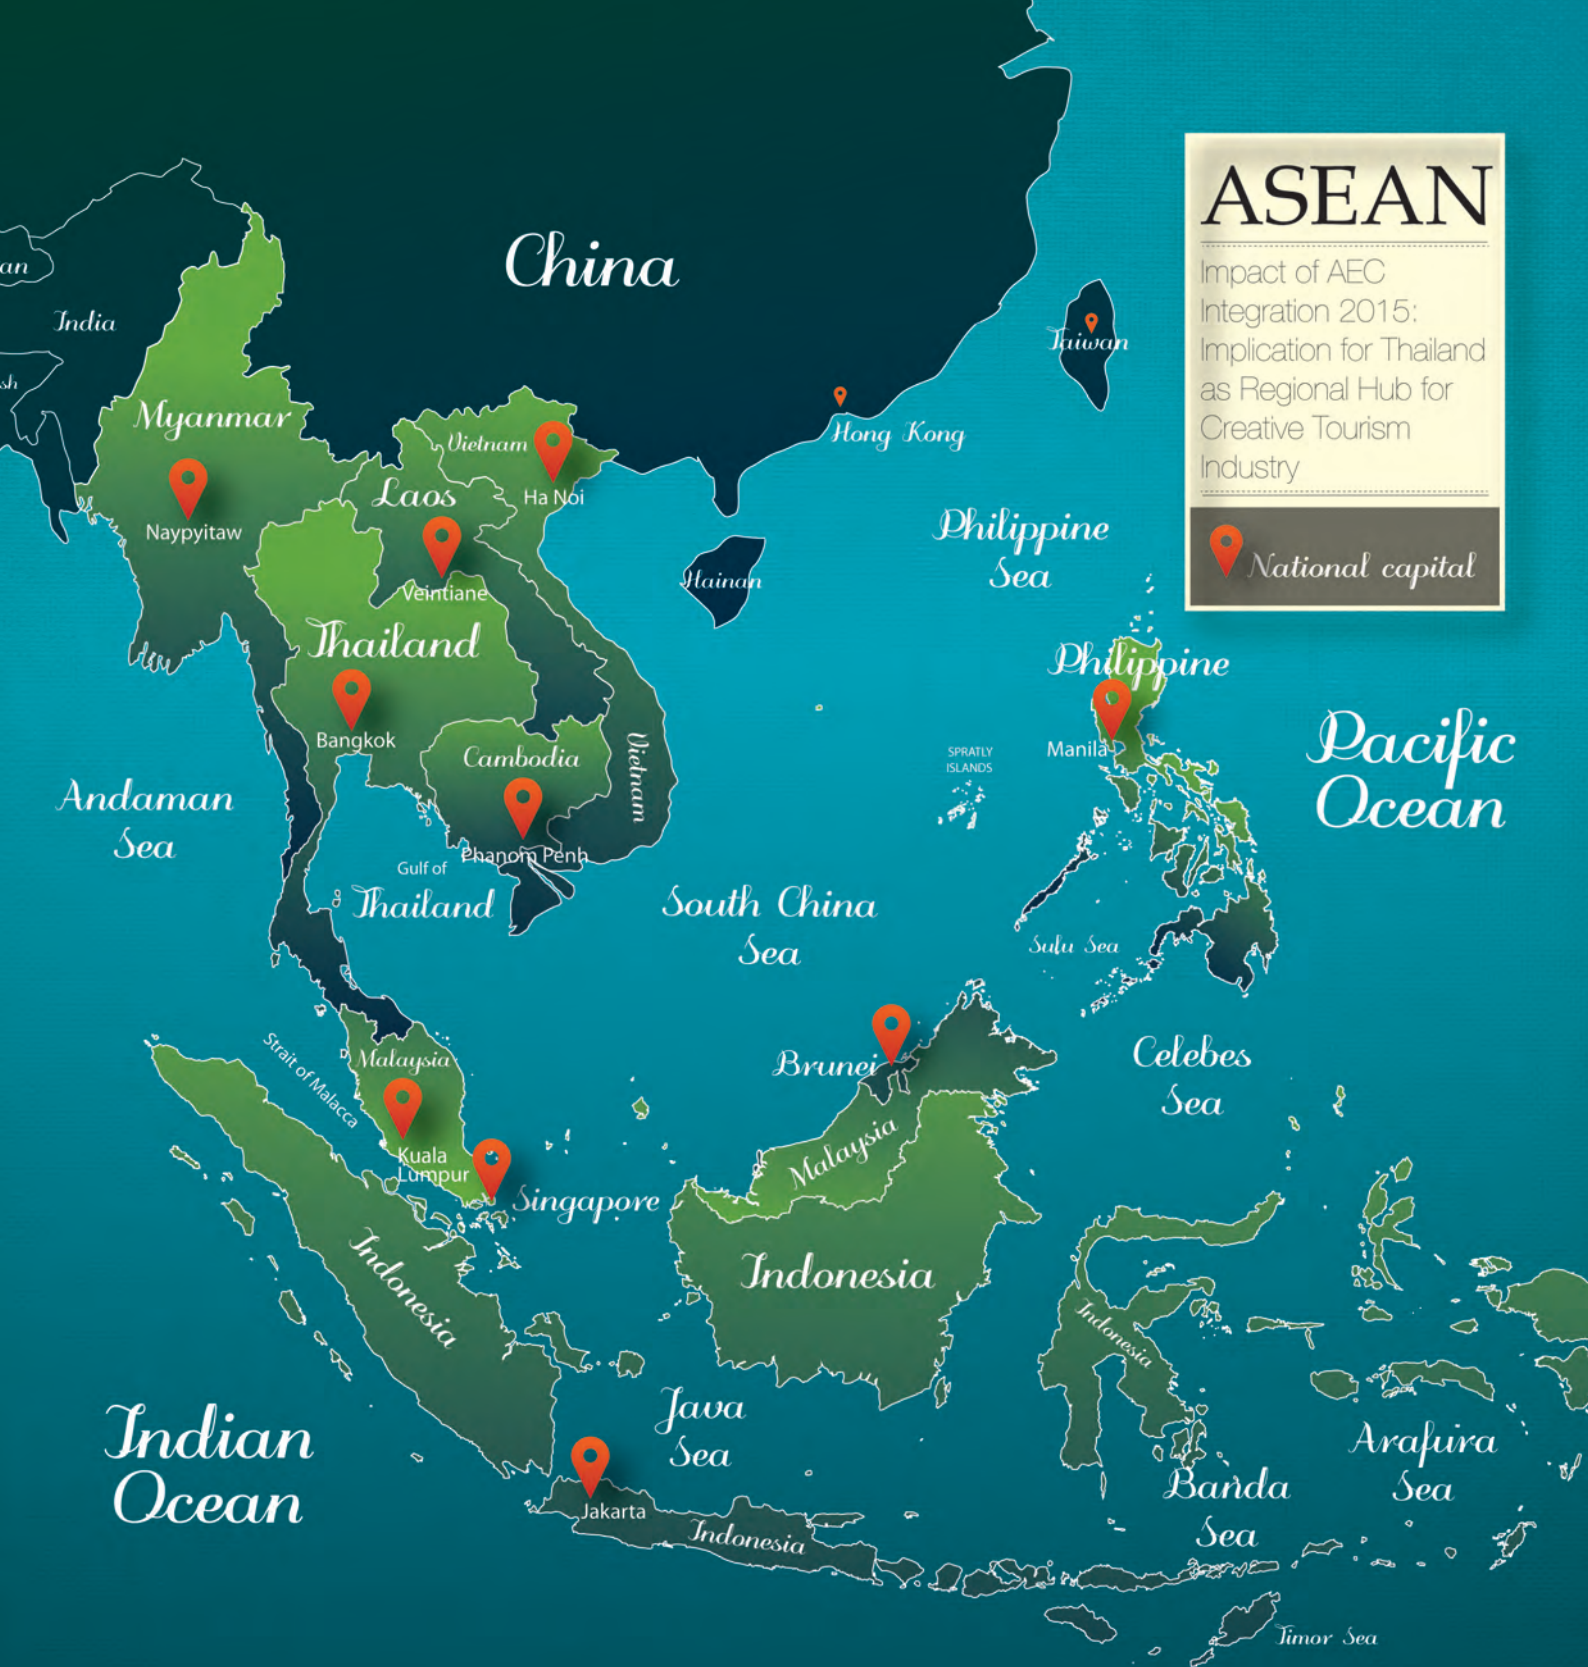 ASEAN
Impact of AEC
Integration 2015:
Implication for Thailand
as Regional Hub for
Creative Tourism
Industry
National capital
China
an
India
sh
Taiwan
Hong Kong
Myanmar
Naypyitaw
Vietnam
Ha Noi
Laos
Veintiane
Hainan
Philippine
Sea
Thailand
Bangkok
Philippine
Manila
Cambodia
Phanom Penh
Vietnam
SPRATLY
ISLANDS
Pacific
Ocean
Andaman
Sea
Gulf of
Thailand
South China
Sea
Sulu Sea
Strait of Malacca
Malaysia
Kuala
Lumpur
Brunei
Celebes
Sea
Malaysia
Singapore
Indonesia
Indonesia
Indonesia
Indian
Ocean
Java
Sea
Arafura
Sea
Banda
Sea
Jakarta
Indonesia
Timor Sea